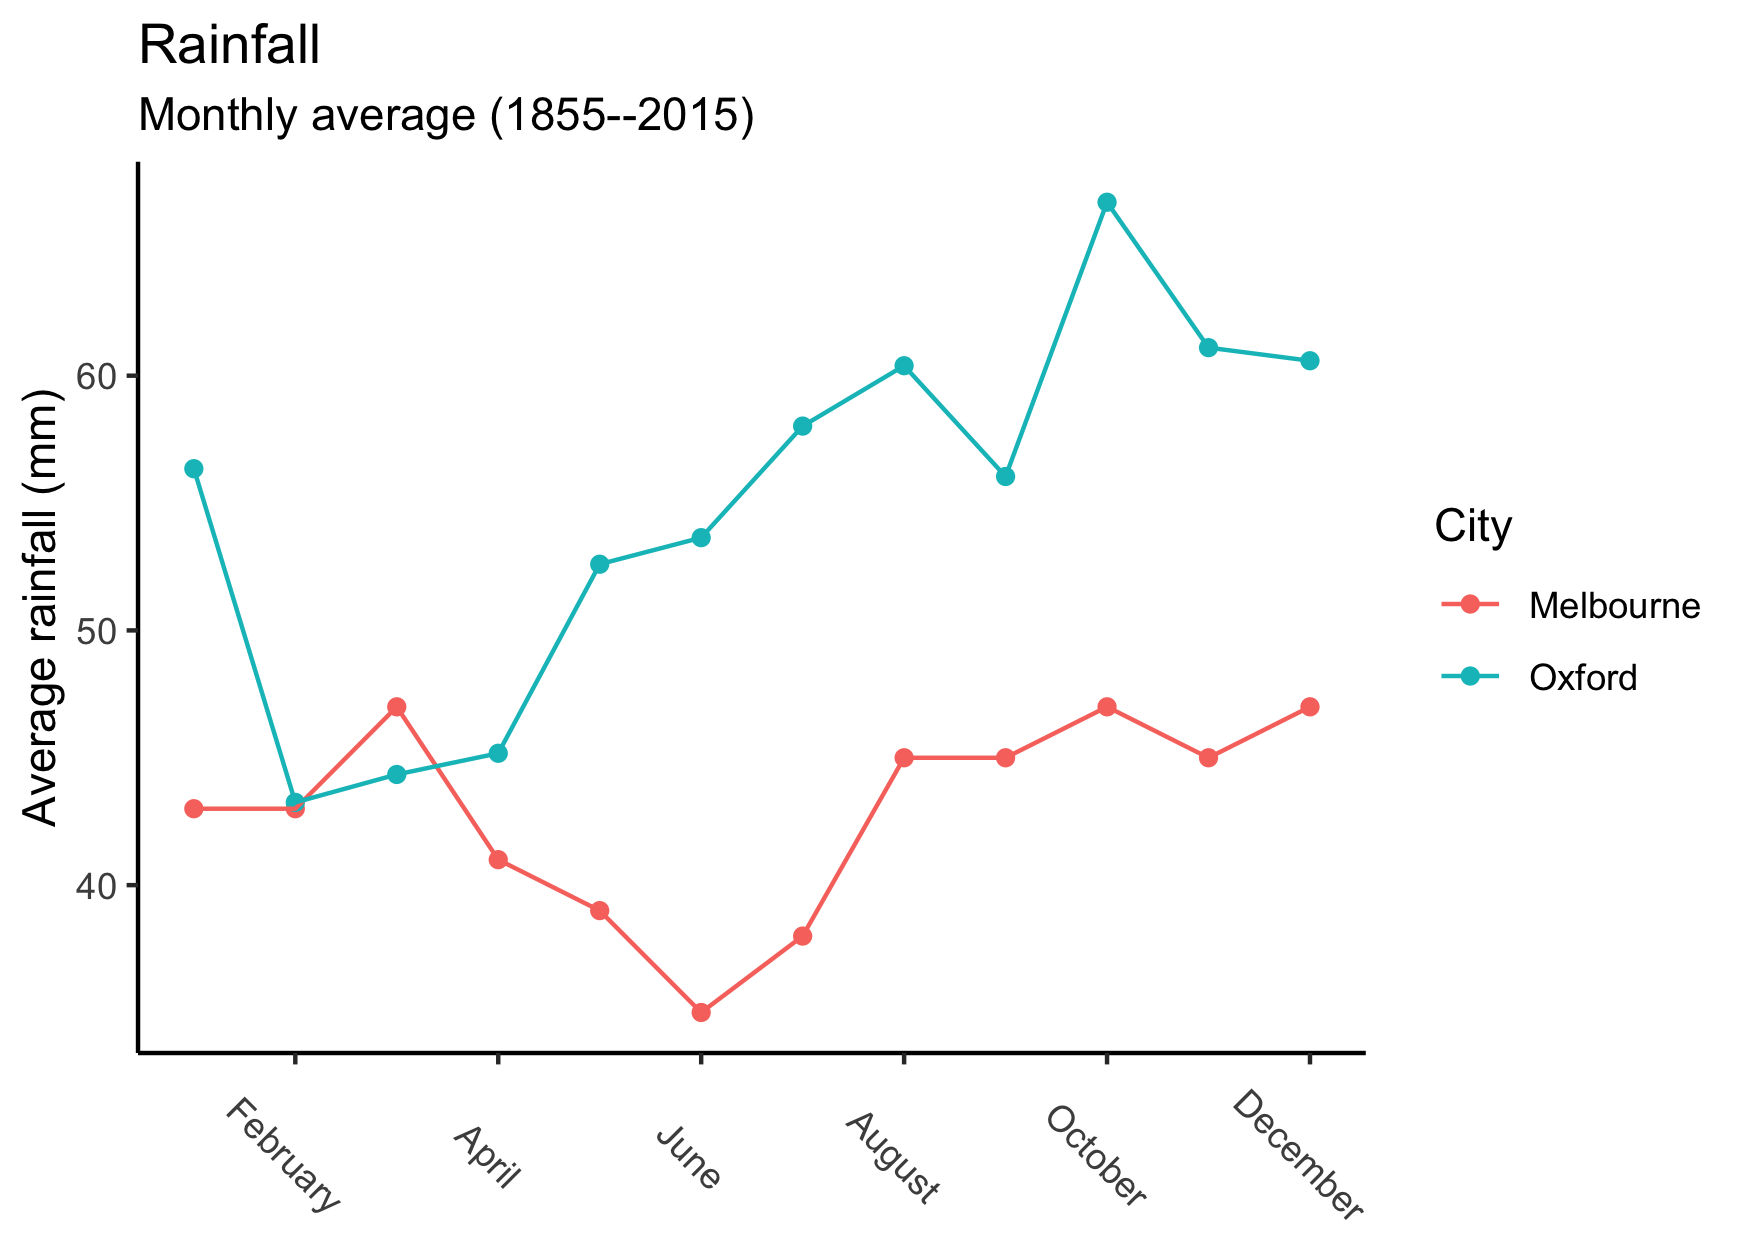 Rainfall
Monthly average (1855--2015)
Average rainfall (mm)
60
50
40
February
April
June
August
October
December
City
Melbourne
Oxford